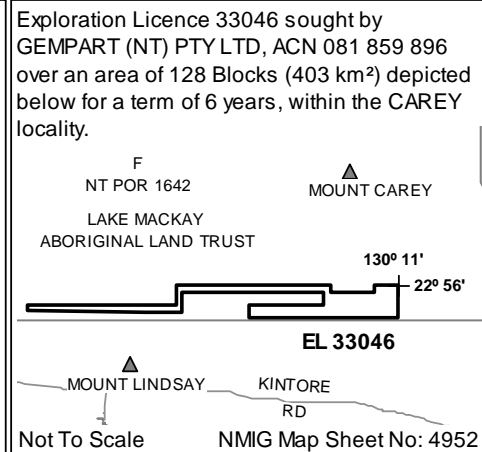 Exploration Licence 33046 sought by
GEMPART (NT) PTY LTD, ACN 081 859 896
over an area of 128 Blocks (403 km²) depicted
below for a term of 6 years, within the CAREY
locality.
F
NT POR 1642
MOUNT CAREY
LAKE MACKAY
ABORIGINAL LAND TRUST
130º 11'
22º 56'
EL 33046
MOUNT LINDSAY
KINTORE
RD
Not To Scale
NMIG Map Sheet No: 4952